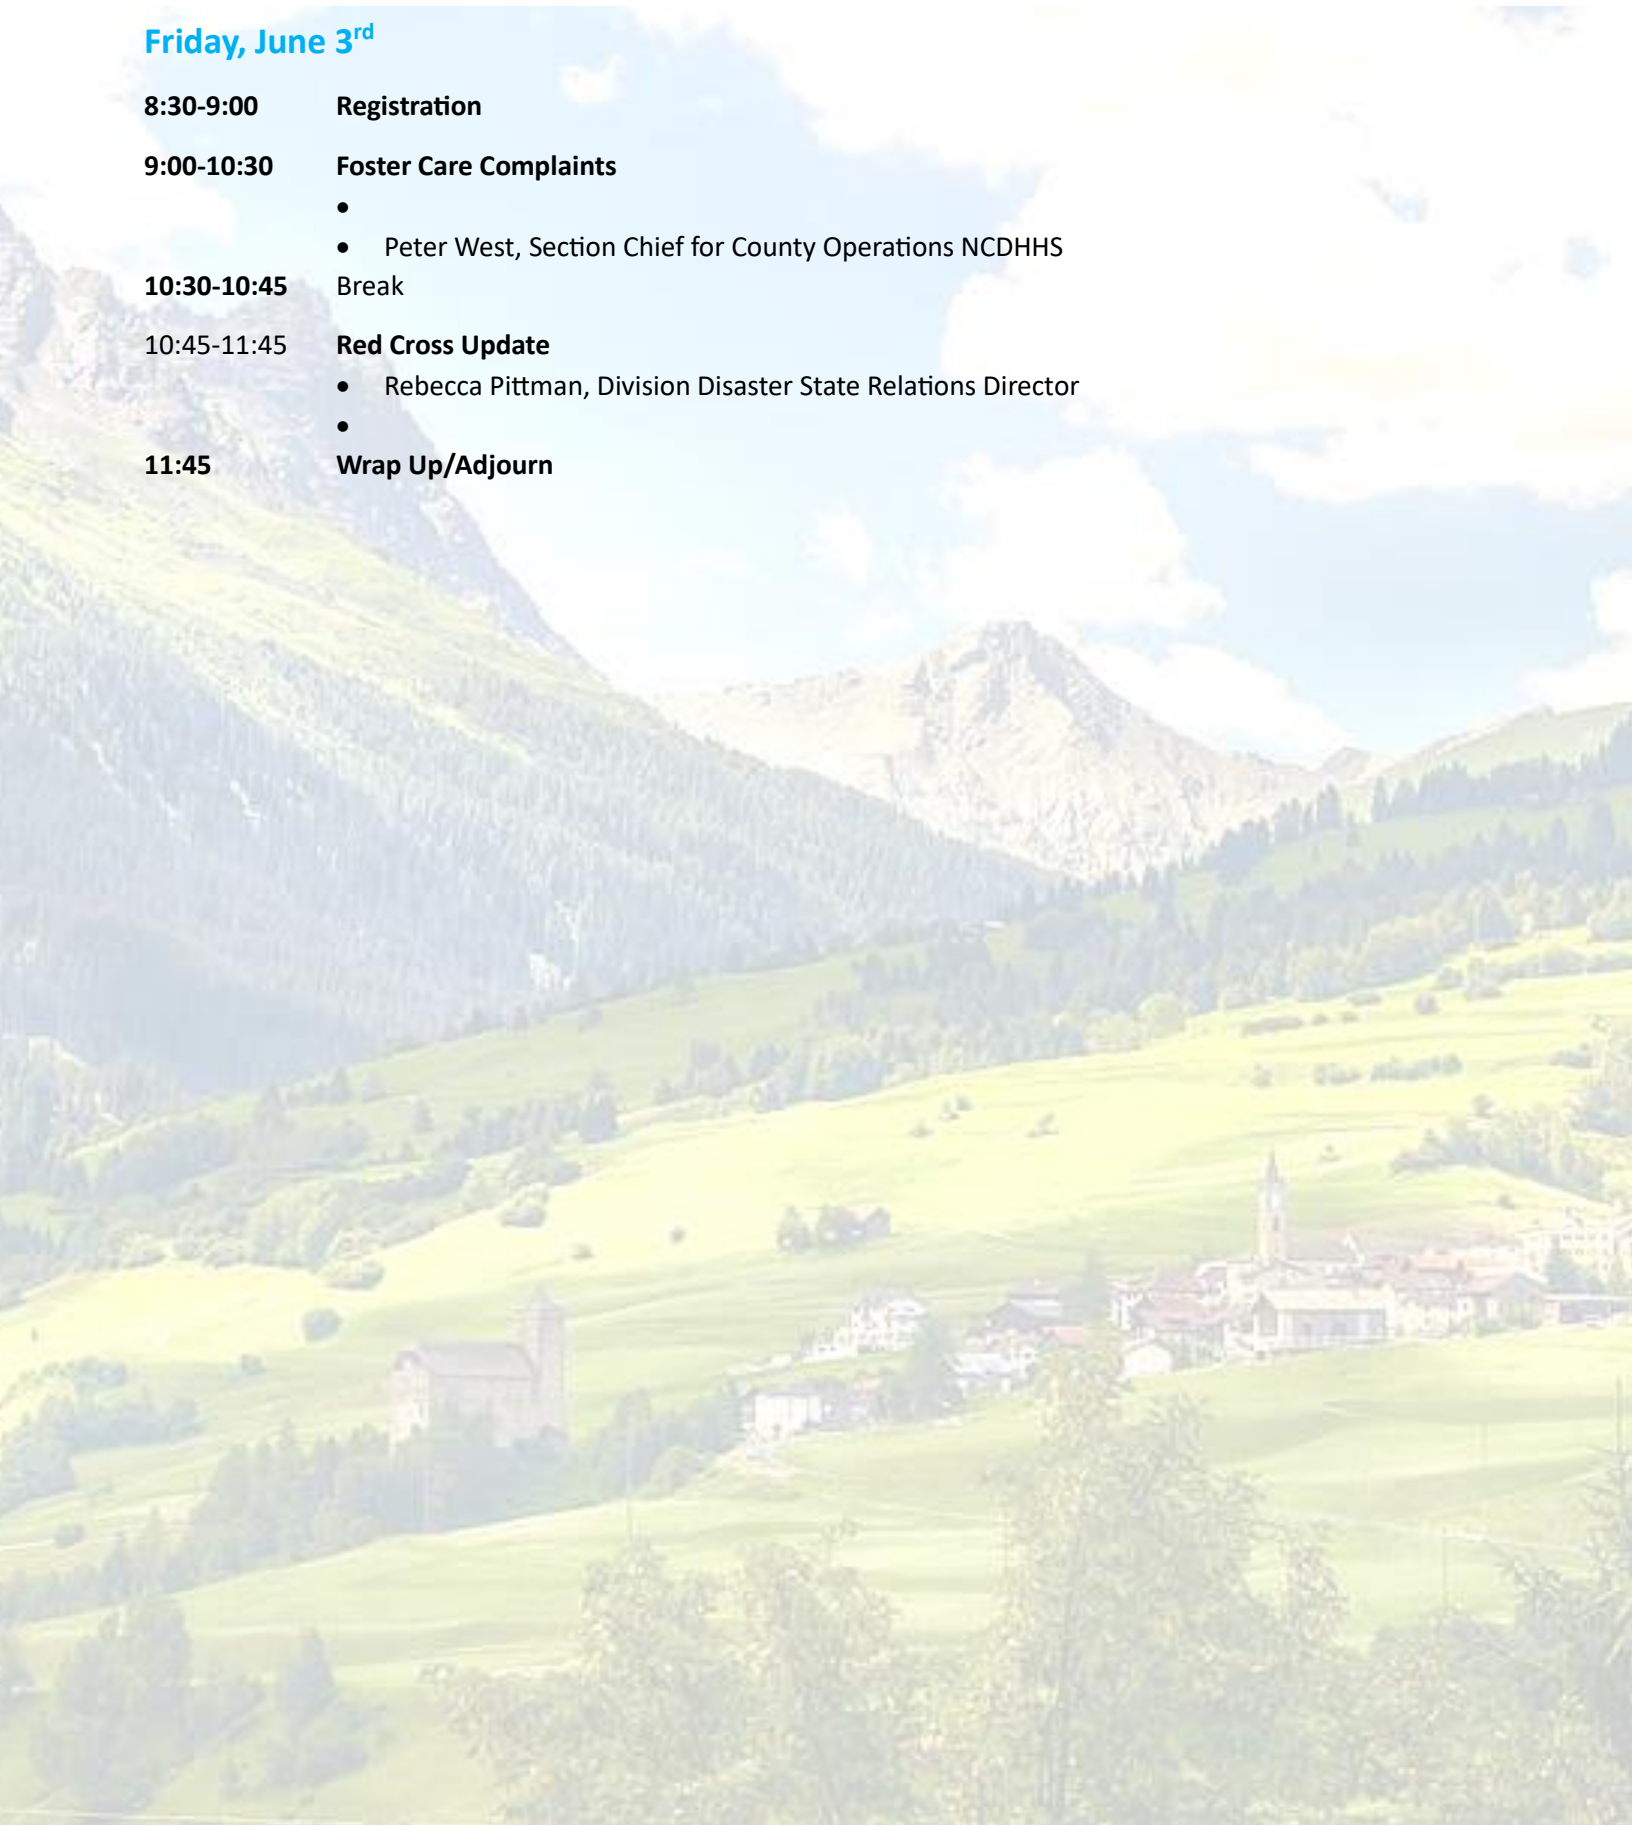 Friday, June 3rd
8:30-9:00 Registration
9:00-10:30 Foster Care Complaints
•
• Peter West, Section Chief for County Operations NCDHHS
10:30-10:45 Break
10:45-11:45 Red Cross Update
• Rebecca Pittman, Division Disaster State Relations Director
•
11:45 Wrap Up/Adjourn